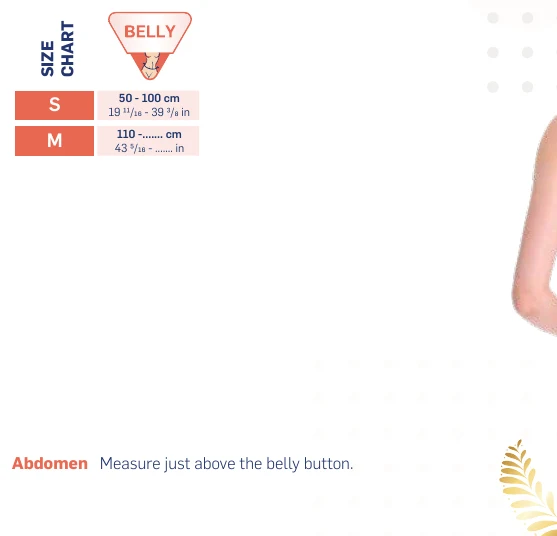 SIZE
CHART
BELLY
S
50 - 100 cm
19 ¹¹/₁₆ - 39 ³/₈ in
M
110 -....... cm
43 ⁵/₁₆ - ....... in
Abdomen Measure just above the belly button.